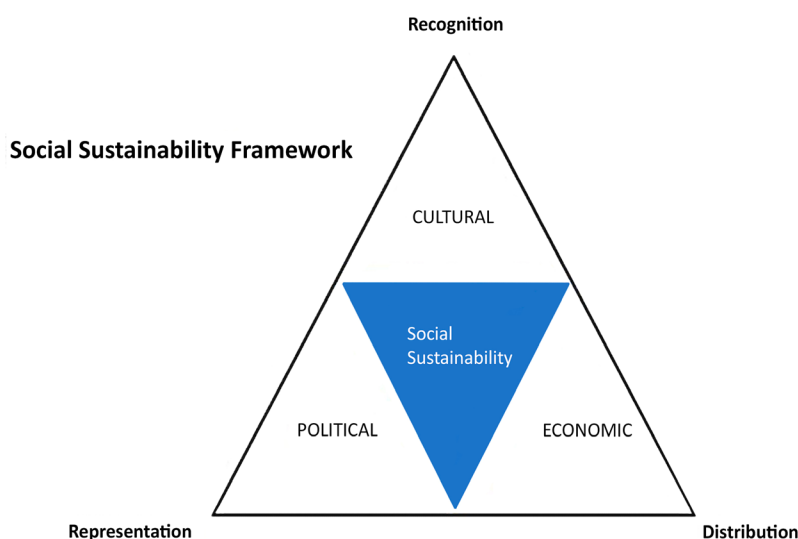 Recognition
Social Sustainability Framework
CULTURAL
Social
Sustainability
POLITICAL
ECONOMIC
Representation
Distribution